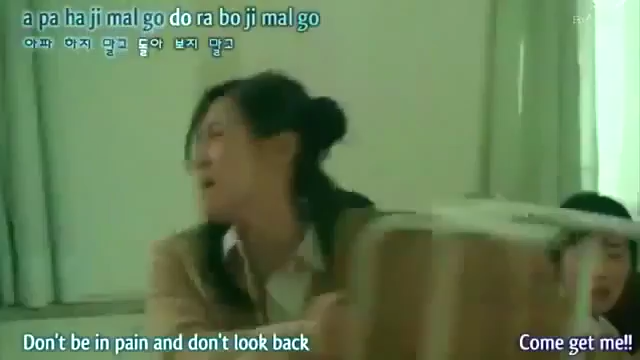 a pa ha ji mal go do ra bo ji mal go
아파 하지 말고 돌아 보지 말고
Don't be in pain and don't look back
Come get me!!